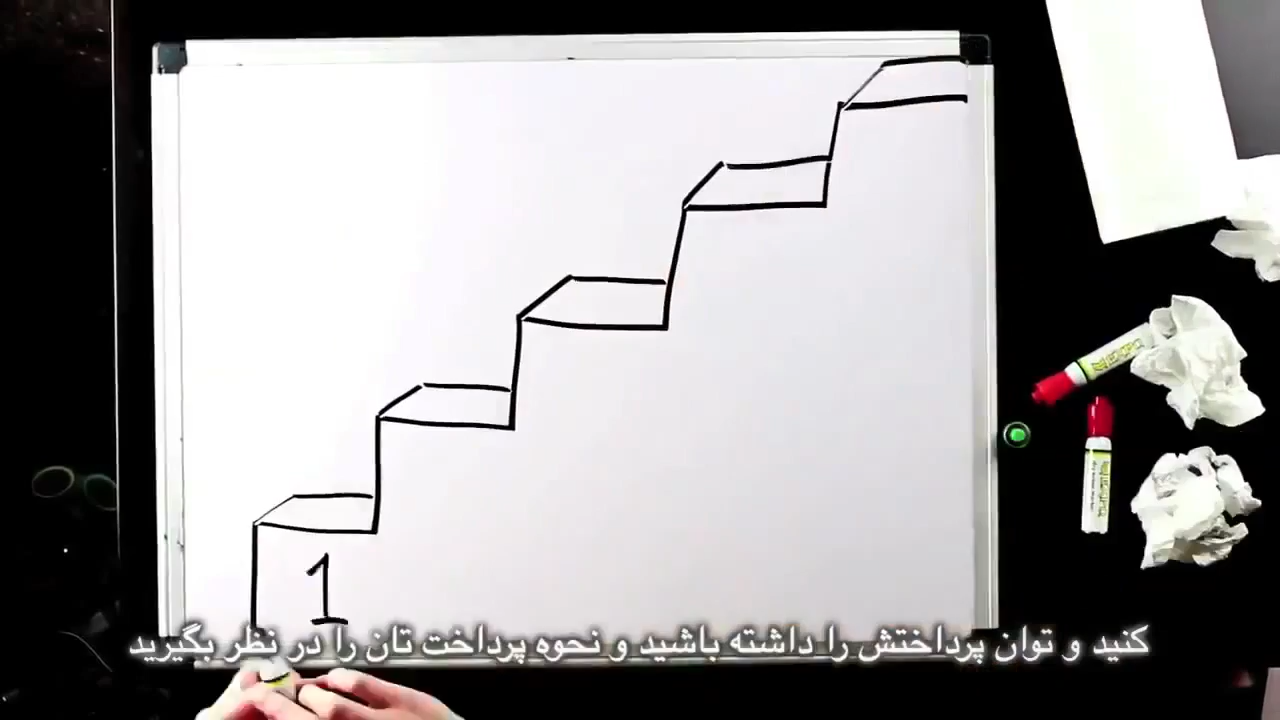 1
کنید و توان پرداختش را داشته باشید و نحوه پرداخت تان را در نظر بگیرید